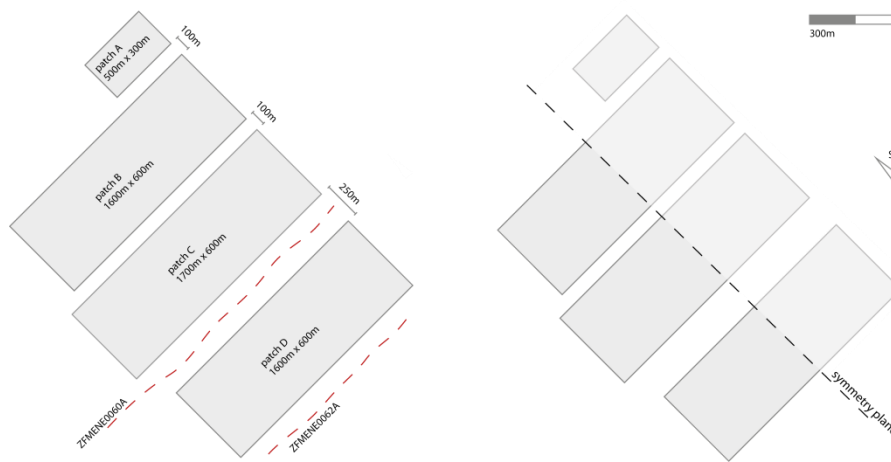 patch A
500m x 300m
100m
patch B
1600m x 600m
100m
patch C
1700m x 600m
250m
patch D
1600m x 600m
ZFMENE0060A
ZFMENE0062A
300m
symmetry plane